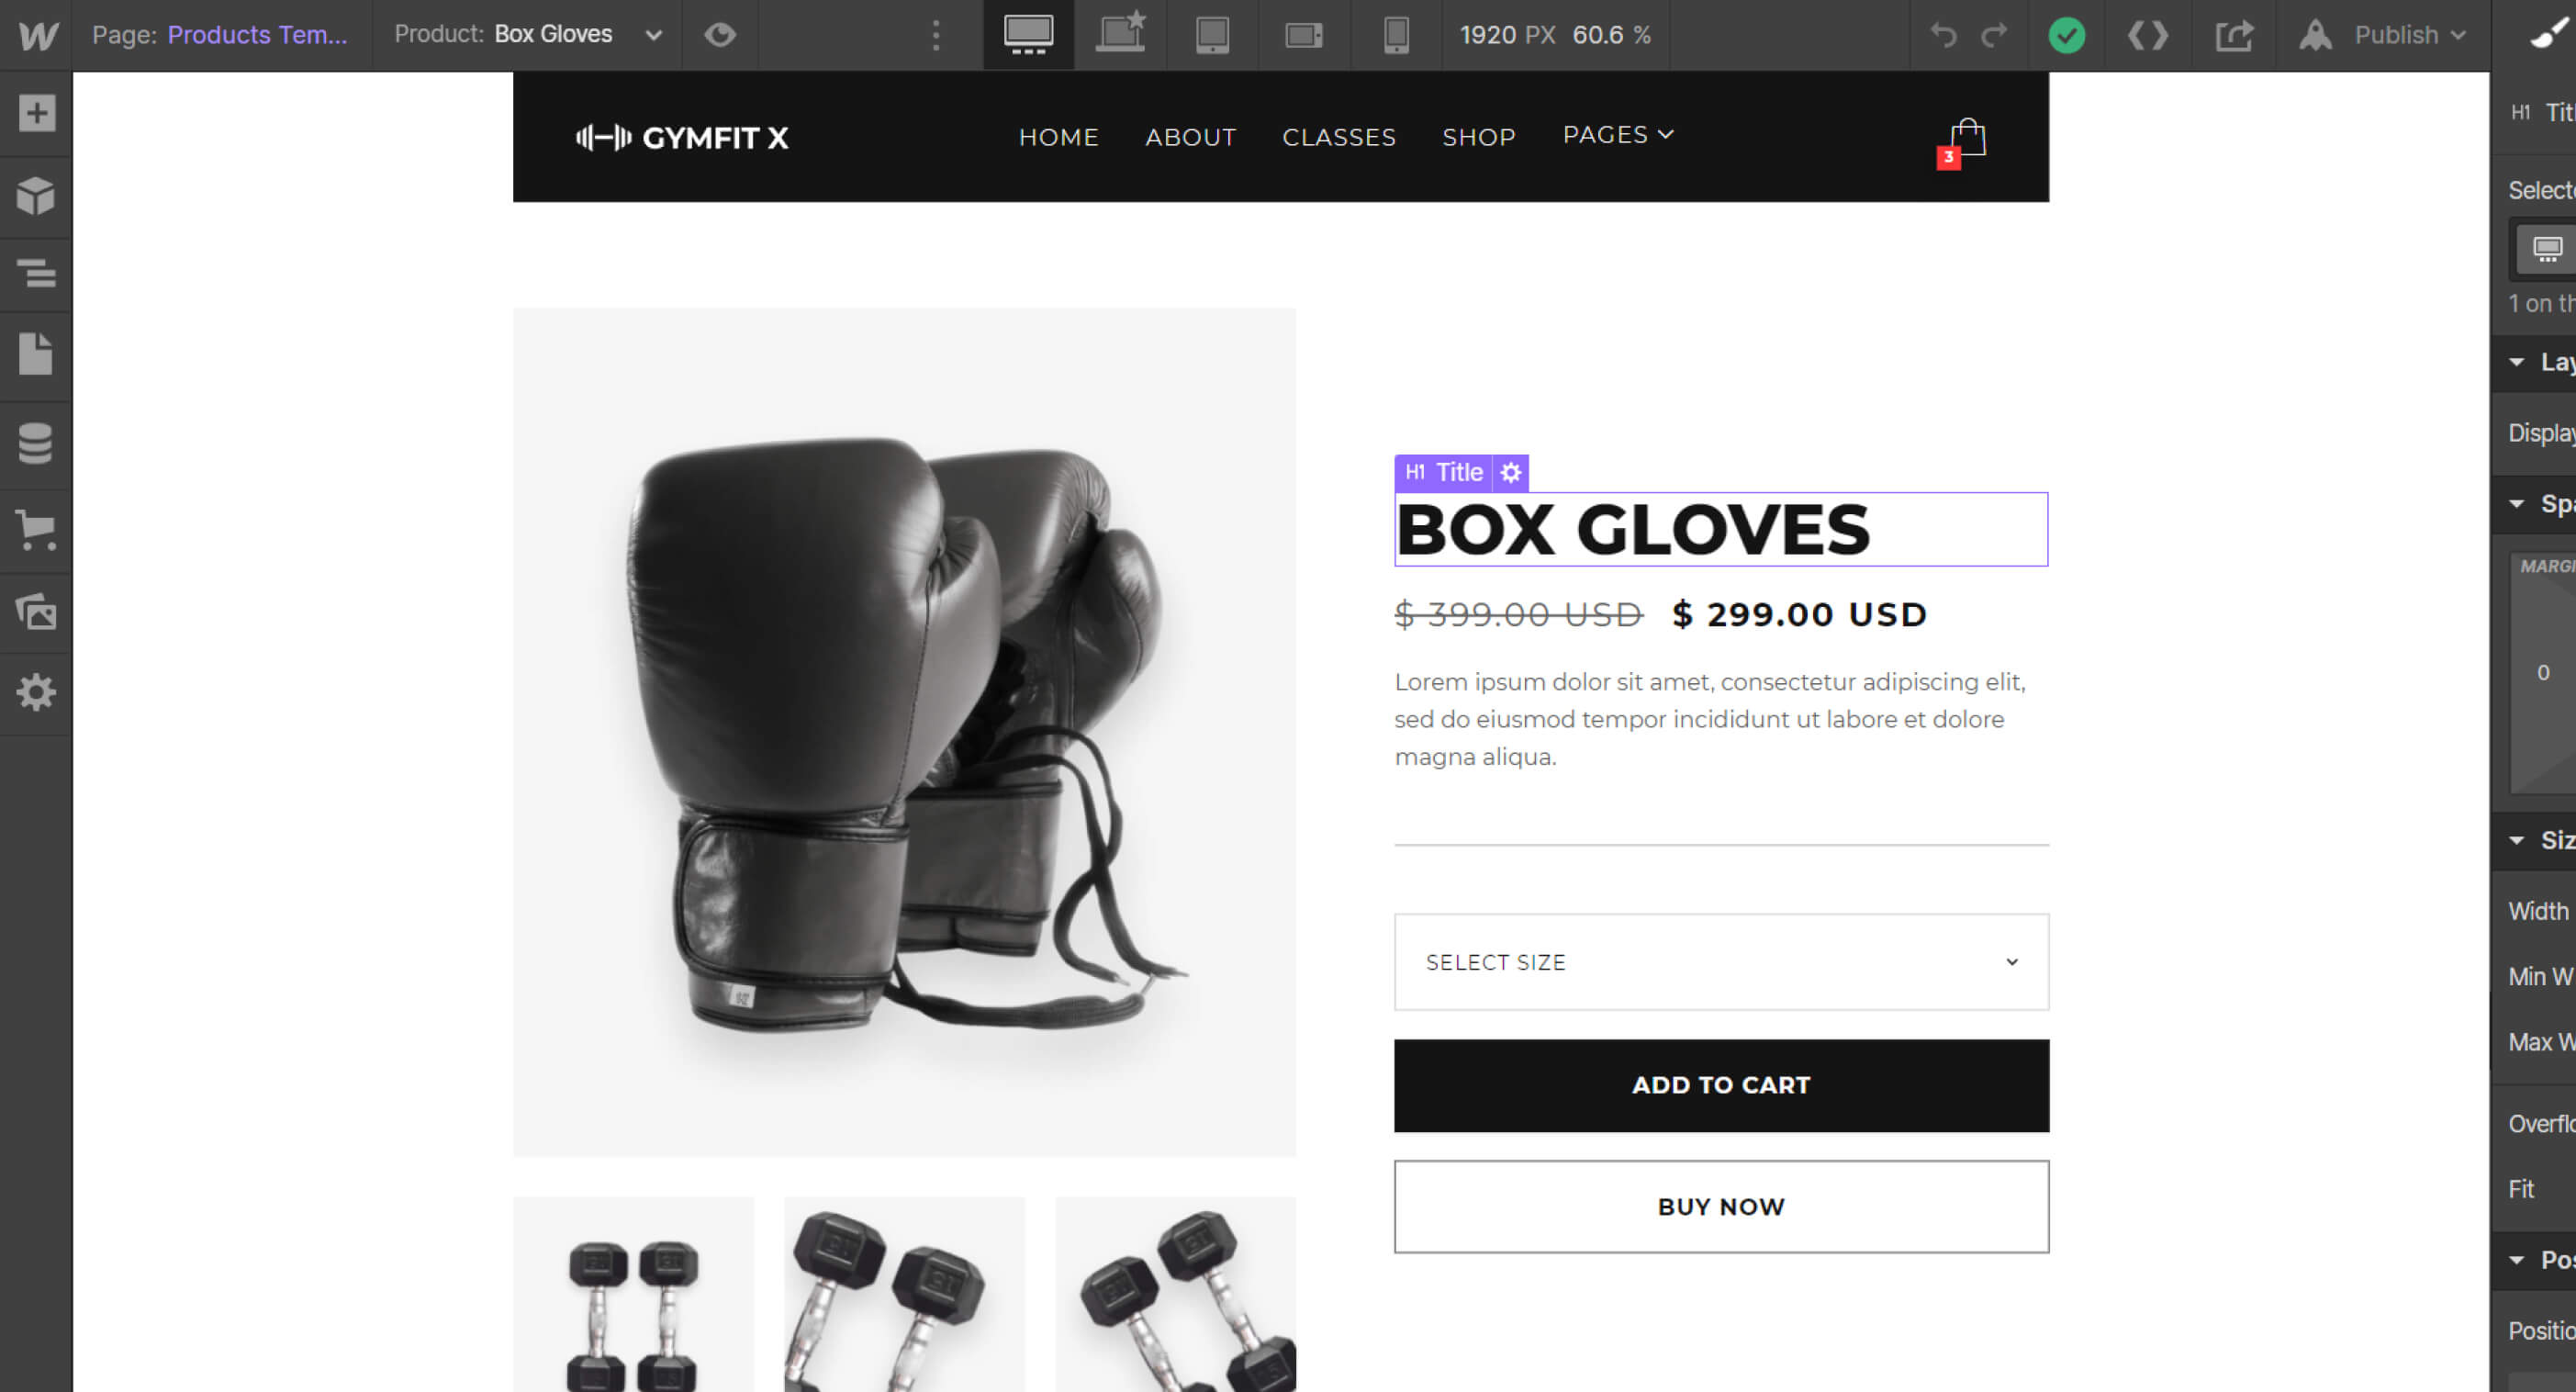 Page: Products Tem...
Product: Box Gloves
1920 PX 60.6 %
Publish
GYMFIT X
HOME ABOUT CLASSES SHOP PAGES
3
H1 Title
BOX GLOVES
$ 399.00 USD $ 299.00 USD
Lorem ipsum dolor sit amet, consectetur adipiscing elit,
sed do eiusmod tempor incididunt ut labore et dolore
magna aliqua.
SELECT SIZE
ADD TO CART
BUY NOW
H1 Titl
Selecte
1 on th
Lay
Display
Spa
MARGI
0
Siz
Width
Min W
Max W
Overflo
Fit
Pos
Positio